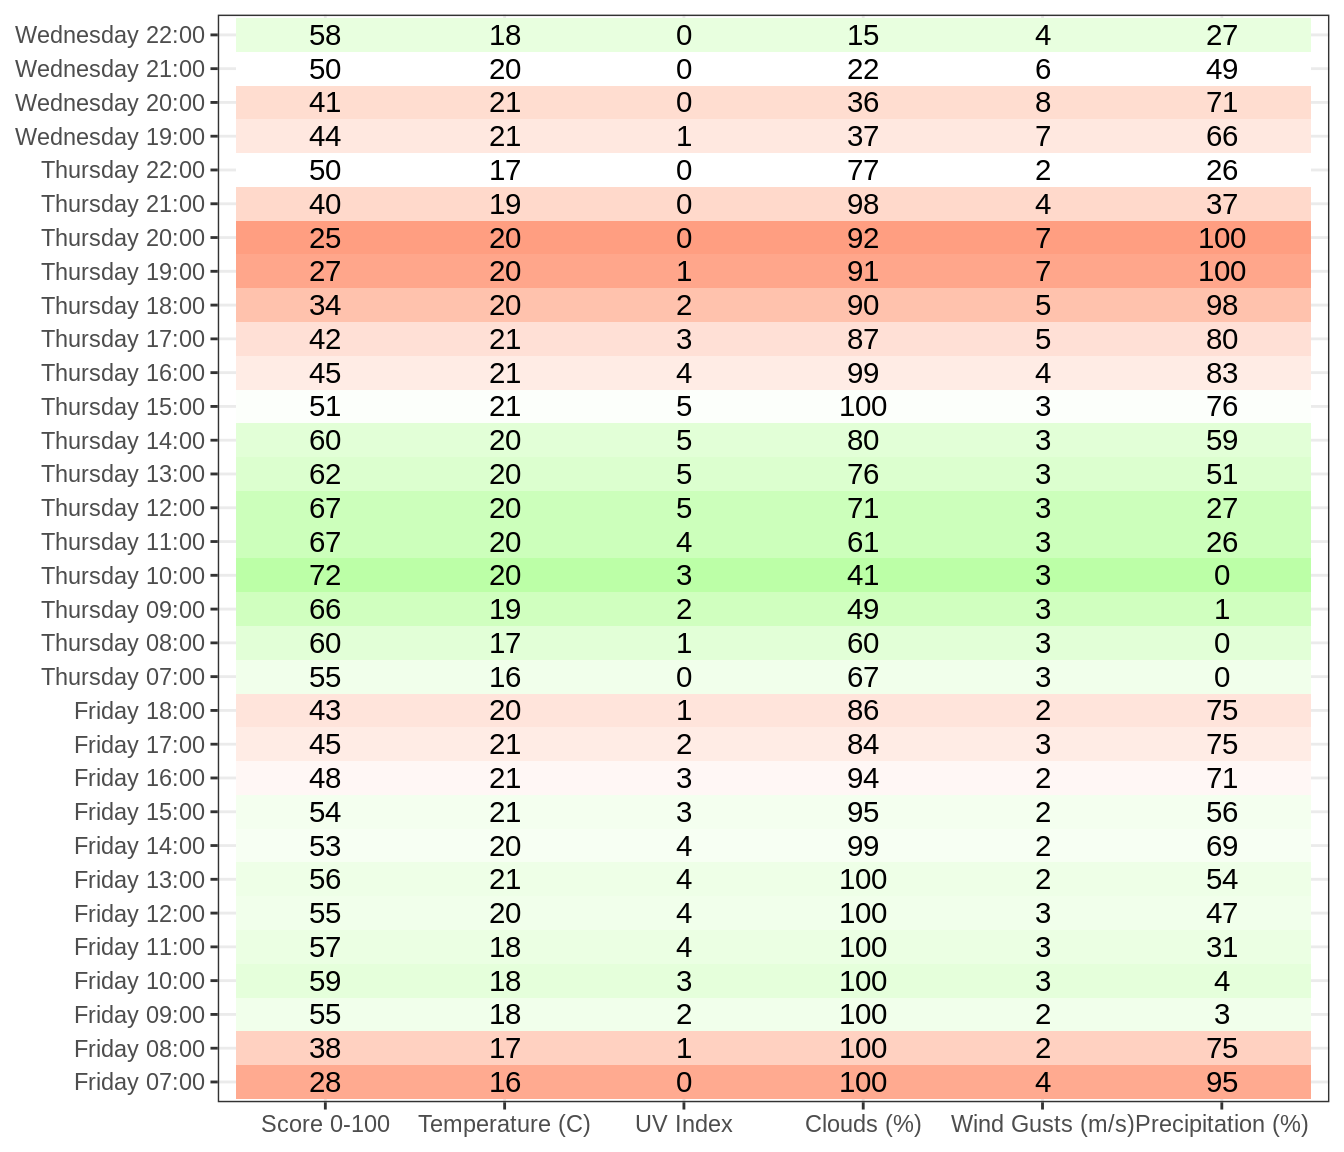 Wednesday 22:00 58 18 0 15 4 27
Wednesday 21:00 50 20 0 22 6 49
Wednesday 20:00 41 21 0 36 8 71
Wednesday 19:00 44 21 1 37 7 66
Thursday 22:00 50 17 0 77 2 26
Thursday 21:00 40 19 0 98 4 37
Thursday 20:00 25 20 0 92 7 100
Thursday 19:00 27 20 1 91 7 100
Thursday 18:00 34 20 2 90 5 98
Thursday 17:00 42 21 3 87 5 80
Thursday 16:00 45 21 4 99 4 83
Thursday 15:00 51 21 5 100 3 76
Thursday 14:00 60 20 5 80 3 59
Thursday 13:00 62 20 5 76 3 51
Thursday 12:00 67 20 5 71 3 27
Thursday 11:00 67 20 4 61 3 26
Thursday 10:00 72 20 3 41 3 0
Thursday 09:00 66 19 2 49 3 1
Thursday 08:00 60 17 1 60 3 0
Thursday 07:00 55 16 0 67 3 0
Friday 18:00 43 20 1 86 2 75
Friday 17:00 45 21 2 84 3 75
Friday 16:00 48 21 3 94 2 71
Friday 15:00 54 21 3 95 2 56
Friday 14:00 53 20 4 99 2 69
Friday 13:00 56 21 4 100 2 54
Friday 12:00 55 20 4 100 3 47
Friday 11:00 57 18 4 100 3 31
Friday 10:00 59 18 3 100 3 4
Friday 09:00 55 18 2 100 2 3
Friday 08:00 38 17 1 100 2 75
Friday 07:00 28 16 0 100 4 95
Score 0-100 Temperature (C) UV Index Clouds (%) Wind Gusts (m/s) Precipitation (%)